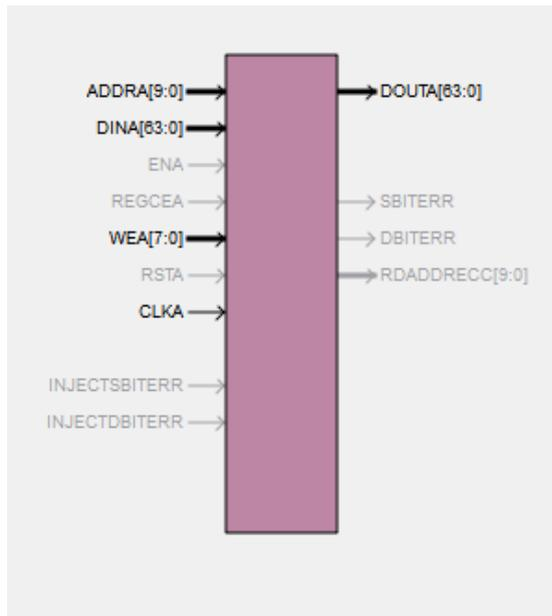 ADDRA[9:0]
DOUTA[63:0]
DINA[63:0]
ENA
REGCEA
SBITERR
WEA[7:0]
DBITERR
RSTA
RDADDRECC[9:0]
CLKA
INJECTSBITERR
INJECTDBITERR